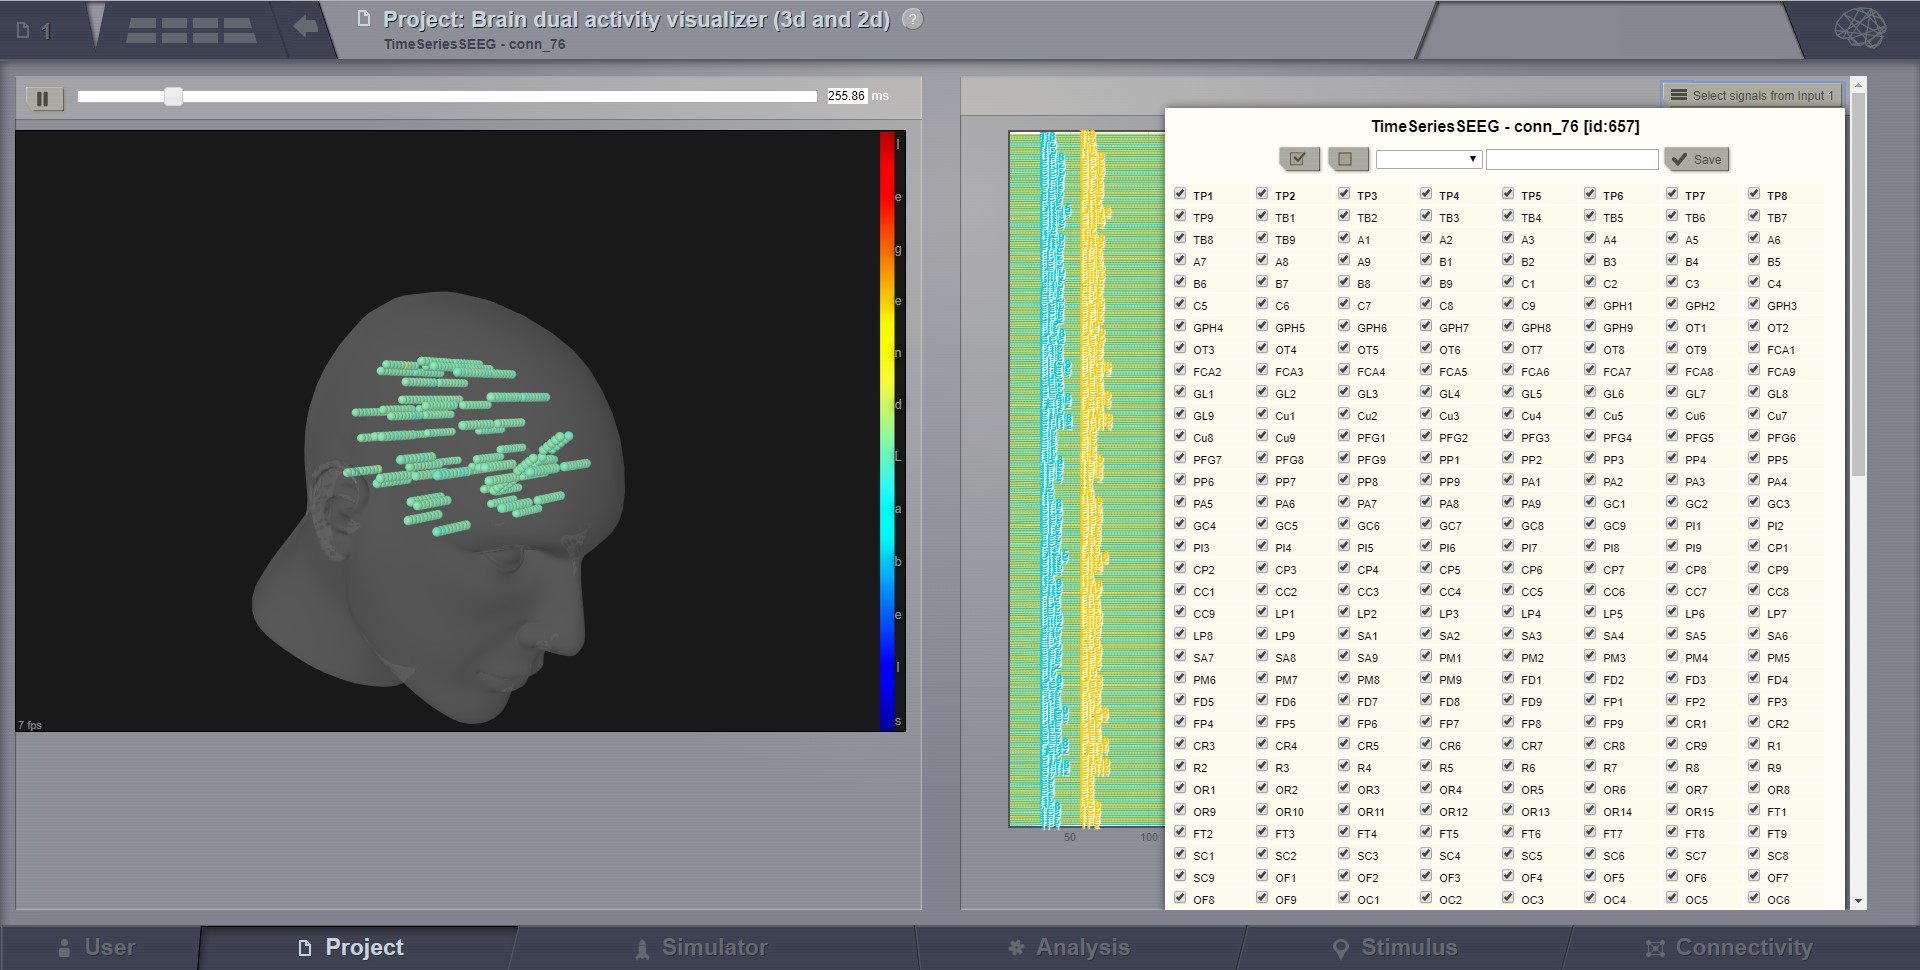 1
Project: Brain dual activity visualizer (3d and 2d) ?
TimeSeriesSEEG - conn_76
255.86 ms
Select signals from Input 1
TimeSeriesSEEG - conn_76 [id:657]
Save
TP1 TP2 TP3 TP4 TP5 TP6 TP7 TP8
TP9 TB1 TB2 TB3 TB4 TB5 TB6 TB7
TB8 TB9 A1 A2 A3 A4 A5 A6
A7 A8 A9 B1 B2 B3 B4 B5
B6 B7 B8 B9 C1 C2 C3 C4
C5 C6 C7 C8 C9 GPH1 GPH2 GPH3
GPH4 GPH5 GPH6 GPH7 GPH8 GPH9 OT1 OT2
OT3 OT4 OT5 OT6 OT7 OT8 OT9 FCA1
FCA2 FCA3 FCA4 FCA5 FCA6 FCA7 FCA8 FCA9
GL1 GL2 GL3 GL4 GL5 GL6 GL7 GL8
GL9 Cu1 Cu2 Cu3 Cu4 Cu5 Cu6 Cu7
Cu8 Cu9 PFG1 PFG2 PFG3 PFG4 PFG5 PFG6
PFG7 PFG8 PFG9 PP1 PP2 PP3 PP4 PP5
PP6 PP7 PP8 PP9 PA1 PA2 PA3 PA4
PA5 PA6 PA7 PA8 PA9 GC1 GC2 GC3
GC4 GC5 GC6 GC7 GC8 GC9 PI1 PI2
PI3 PI4 PI5 PI6 PI7 PI8 PI9 CP1
CP2 CP3 CP4 CP5 CP6 CP7 CP8 CP9
CC1 CC2 CC3 CC4 CC5 CC6 CC7 CC8
CC9 LP1 LP2 LP3 LP4 LP5 LP6 LP7
LP8 LP9 SA1 SA2 SA3 SA4 SA5 SA6
SA7 SA8 SA9 PM1 PM2 PM3 PM4 PM5
PM6 PM7 PM8 PM9 FD1 FD2 FD3 FD4
FD5 FD6 FD7 FD8 FD9 FP1 FP2 FP3
FP4 FP5 FP6 FP7 FP8 FP9 CR1 CR2
CR3 CR4 CR5 CR6 CR7 CR8 CR9 R1
R2 R3 R4 R5 R6 R7 R8 R9
OR1 OR2 OR3 OR4 OR5 OR6 OR7 OR8
OR9 OR10 OR11 OR12 OR13 OR14 OR15 FT1
FT2 FT3 FT4 FT5 FT6 FT7 FT8 FT9
SC1 SC2 SC3 SC4 SC5 SC6 SC7 SC8
SC9 OF1 OF2 OF3 OF4 OF5 OF6 OF7
OF8 OF9 OC1 OC2 OC3 OC4 OC5 OC6
l
e
g
e
n
d
L
a
b
e
l
s
7 fps
50 100
User Project Simulator Analysis Stimulus Connectivity